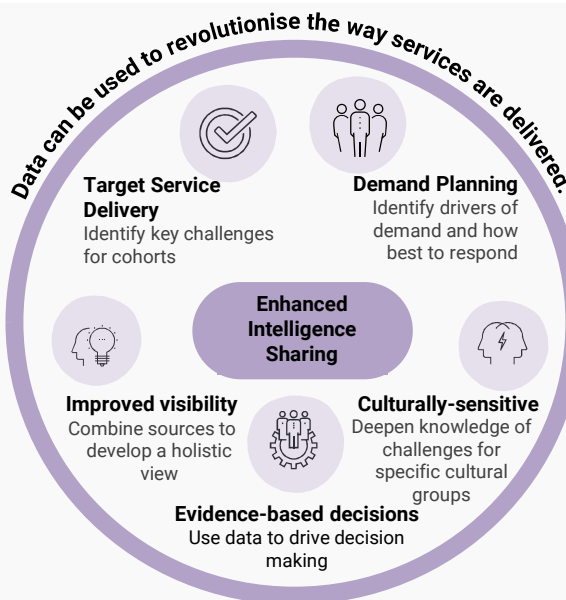 Data can be used to revolutionise the way services are delivered.
Target Service
Delivery
Identify key challenges
for cohorts
Demand Planning
Identify drivers of
demand and how
best to respond
Enhanced
Intelligence
Sharing
Improved visibility
Combine sources to
develop a holistic
view
Culturally-sensitive
Deepen knowledge of
challenges for
specific cultural
groups
Evidence-based decisions
Use data to drive decision
making